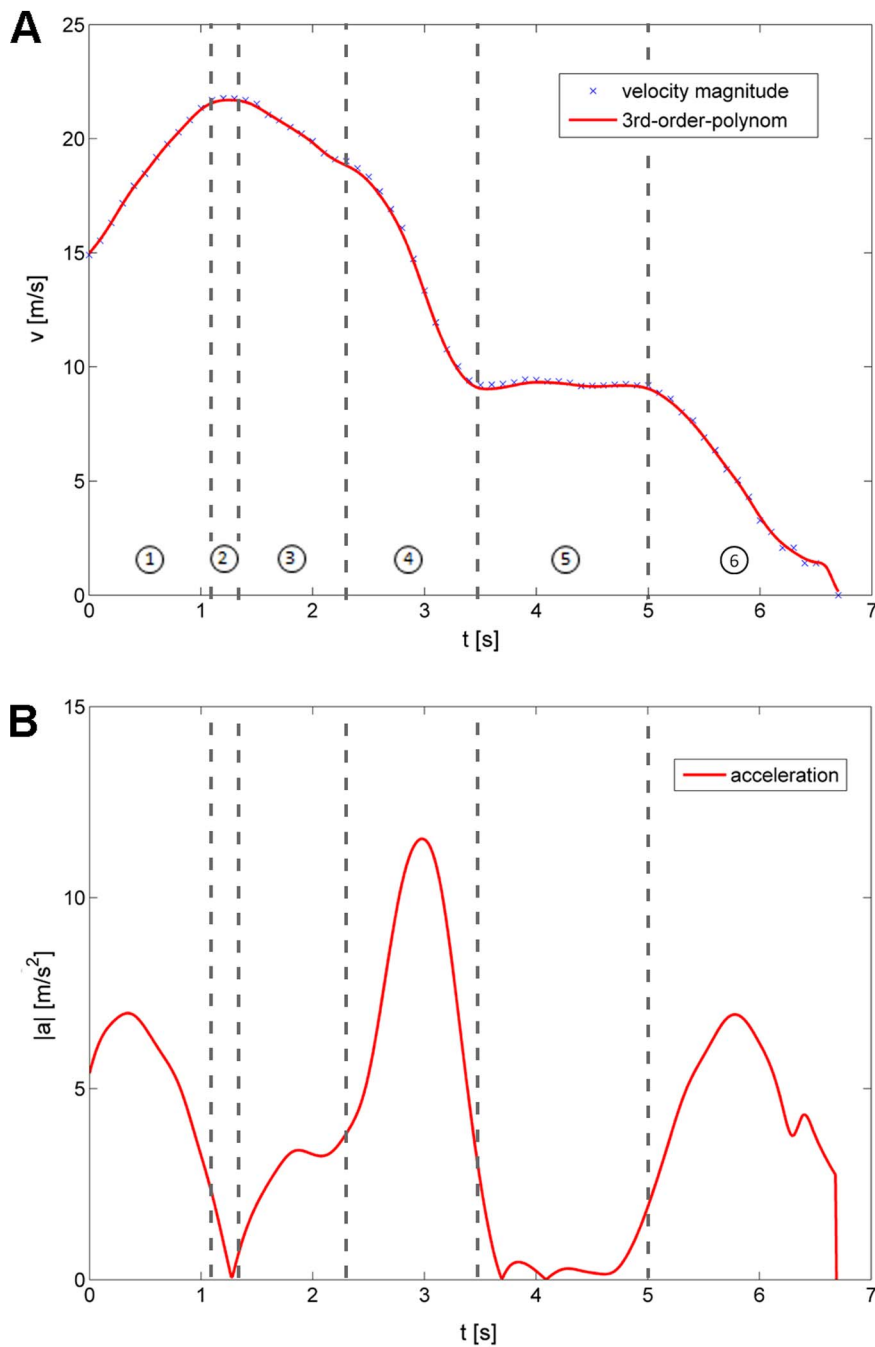 A
25
20
15
10
5
0
v [m/s]
velocity magnitude
3rd-order-polynom
1
2
3
4
5
6
0 1 2 3 4 5 6 7
t [s]
B
15
10
5
0
|a| [m/s²]
acceleration
0 1 2 3 4 5 6 7
t [s]